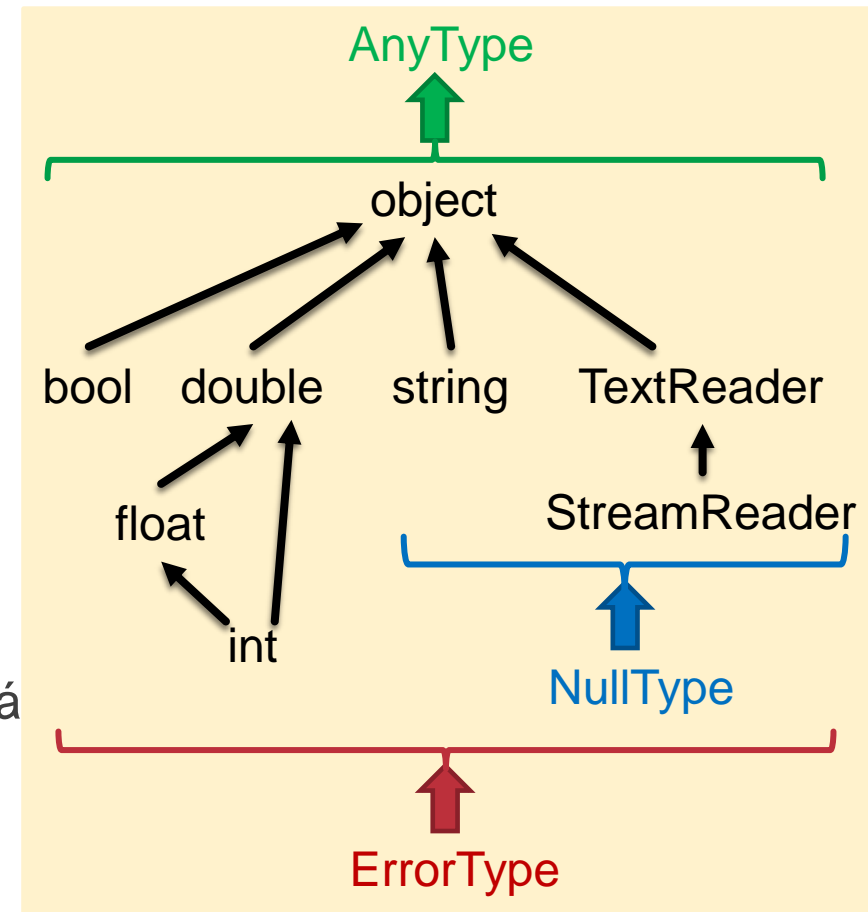 AnyType
object
bool double string TextReader
float StreamReader
int
NullType
á
ErrorType